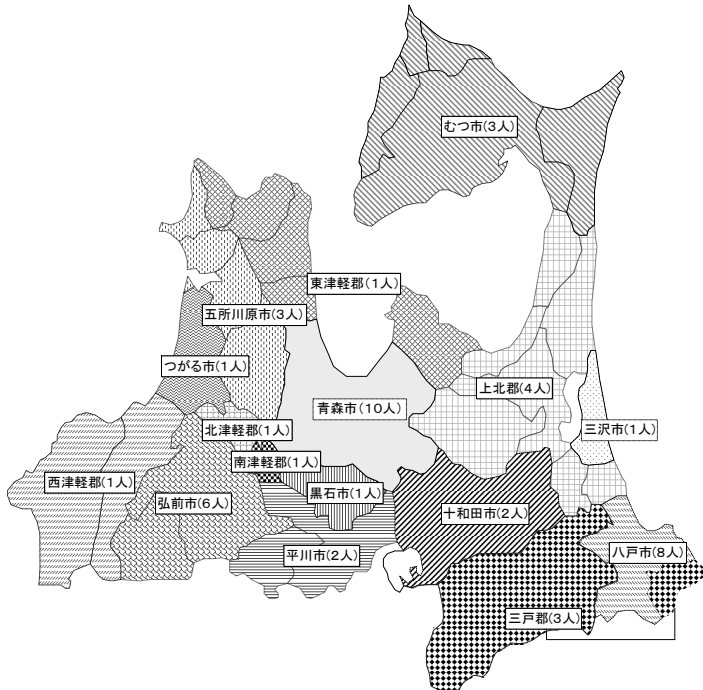 むつ市(3人)
東津軽郡(1人)
五所川原市(3人)
つがる市(1人)
上北郡(4人)
青森市(10人)
北津軽郡(1人)
三沢市(1人)
南津軽郡(1人)
西津軽郡(1人)
黒石市(1人)
弘前市(6人)
十和田市(2人)
平川市(2人)
八戸市(8人)
三戸郡(3人)